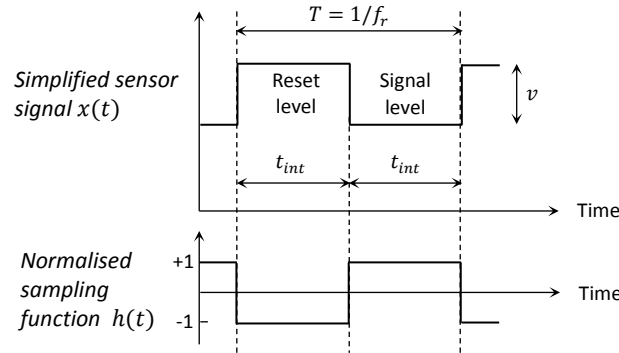 T = 1/f_r
Simplified sensor
signal x(t)
Reset
level
Signal
level
v
t_int
t_int
Time
Normalised
sampling
function h(t)
+1
-1
Time